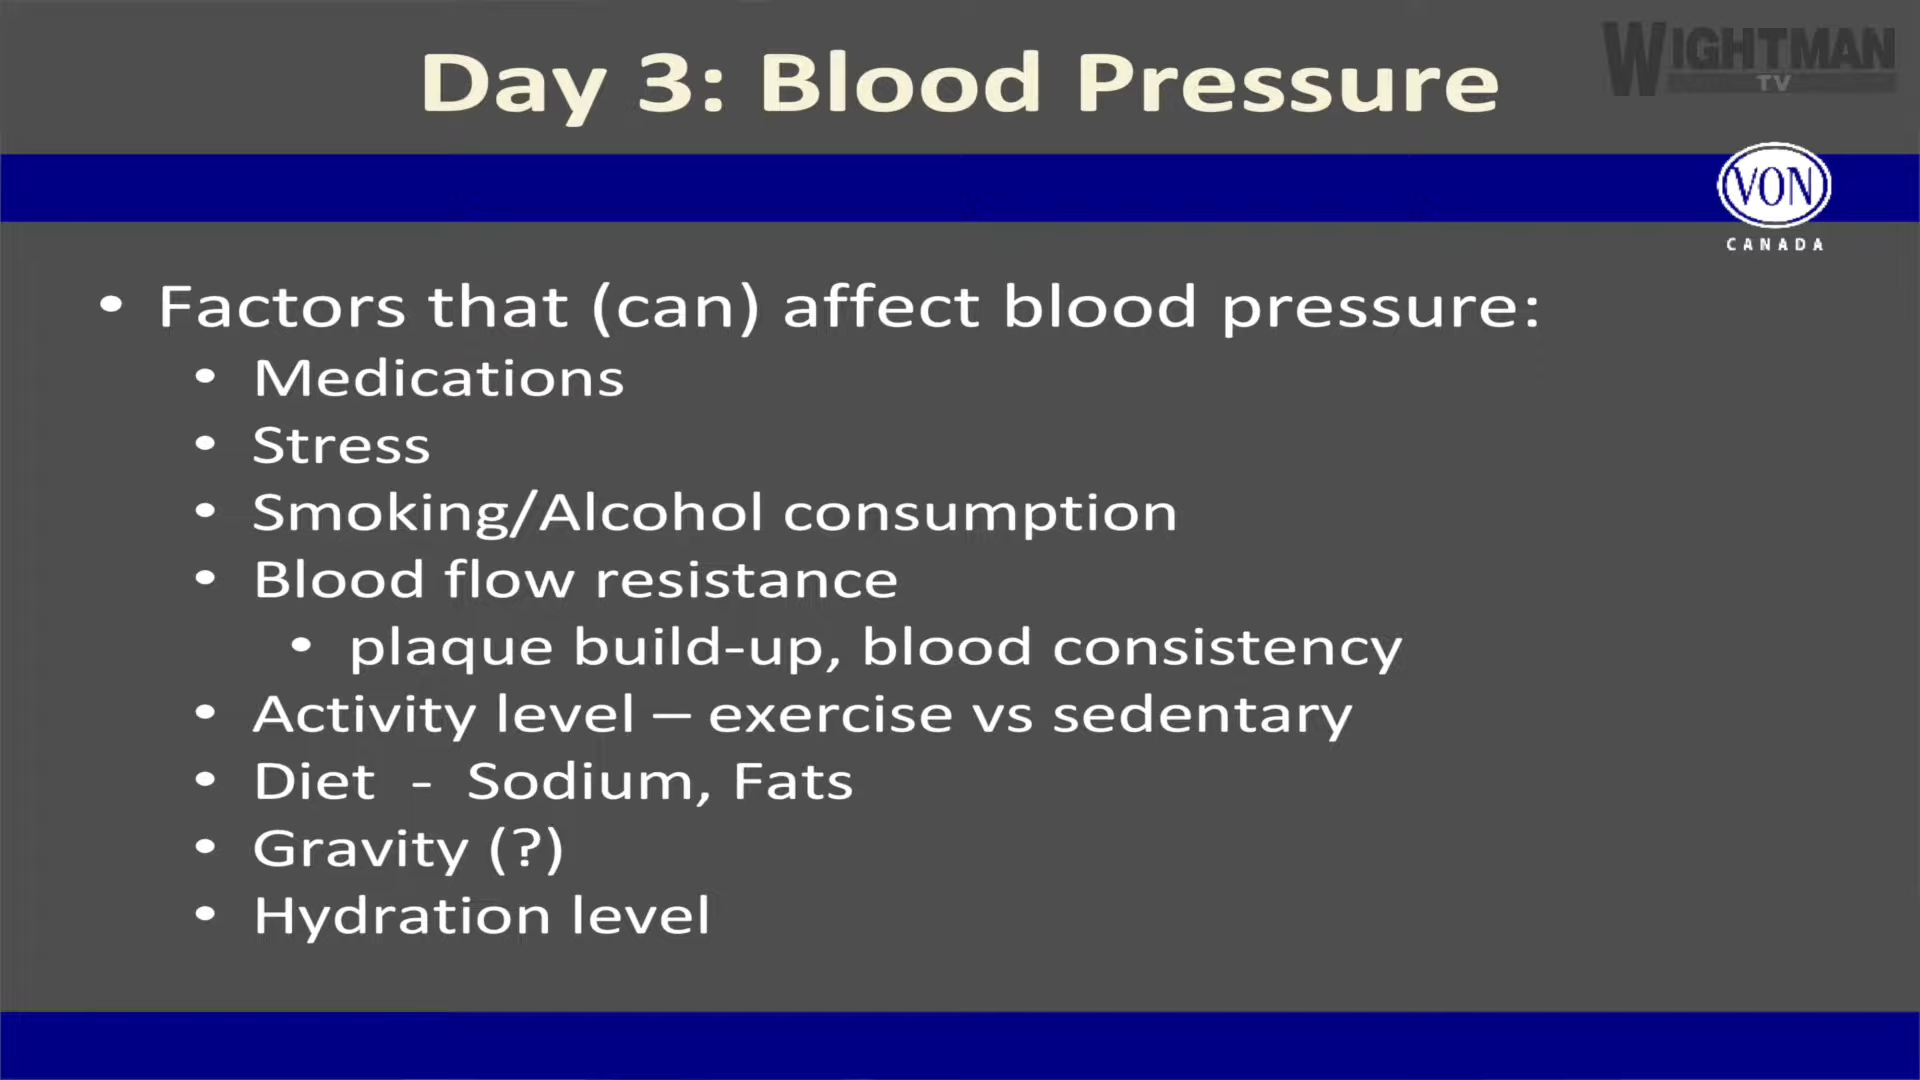 Day 3: Blood Pressure
WIGHTMAN
TV
VON
CANADA
• Factors that (can) affect blood pressure:
• Medications
• Stress
• Smoking/Alcohol consumption
• Blood flow resistance
• plaque build-up, blood consistency
• Activity level – exercise vs sedentary
• Diet - Sodium, Fats
• Gravity (?)
• Hydration level